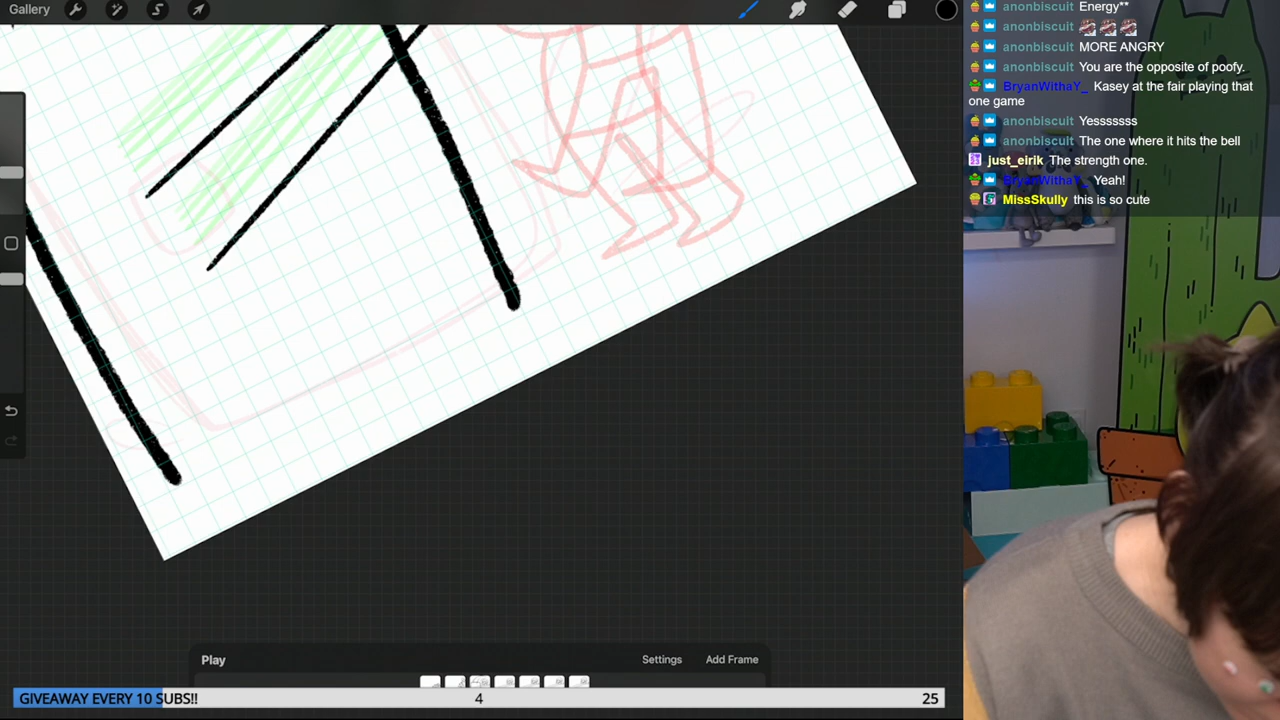 Gallery
anonbiscuit Energy**
anonbiscuit
anonbiscuit MORE ANGRY
anonbiscuit You are the opposite of poofy.
BryanWithaY_ Kasey at the fair playing that
one game
anonbiscuit Yesssssss
anonbiscuit The one where it hits the bell
just_eirik The strength one.
BryanWithaY_ Yeah!
MissSkully this is so cute
Play
Settings
Add Frame
GIVEAWAY EVERY 10 SUBS!!
4
25